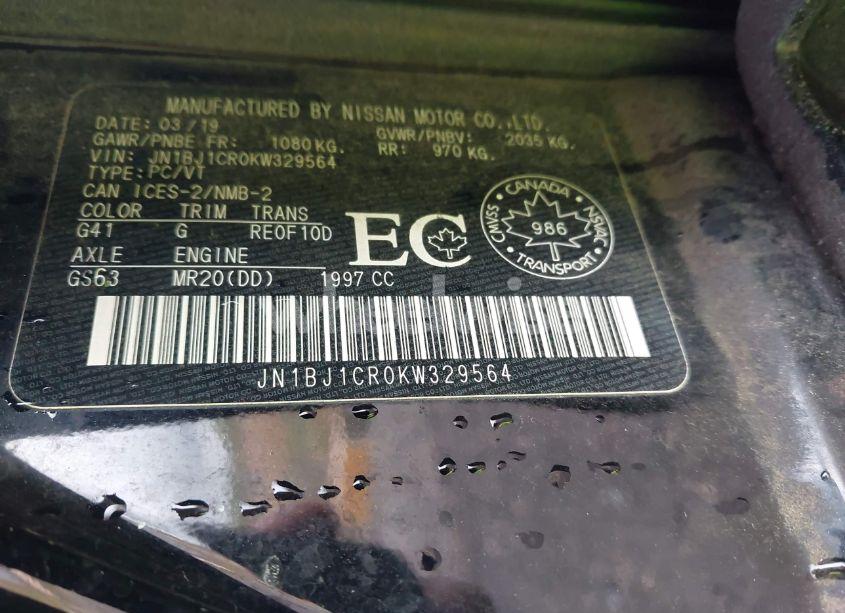 MANUFACTURED BY NISSAN MOTOR CO.,LTD.
DATE: 03/19
GAWR/PNBE FR: 1080 KG. GVWR/PNBV: 2035 KG.
RR: 970 KG.
VIN: JN1BJ1CR0KW329564
TYPE: PC/VT
CAN ICES-2/NMB-2
COLOR TRIM TRANS
G41 G RE0F10D
AXLE ENGINE
GS63 MR20(DD) 1997 CC
EC
CANADA
CMVSS 986 NSVAC
TRANSPORT
JN1BJ1CR0KW329564